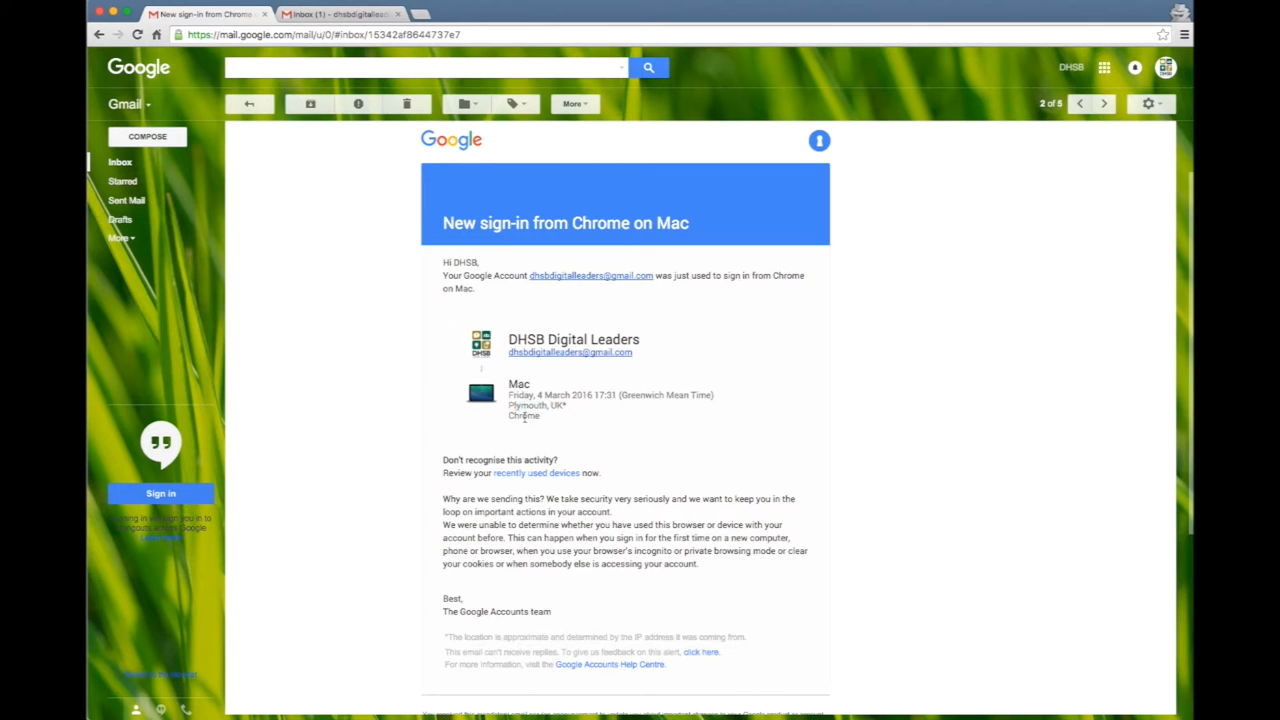 New sign-in from Chrome
Inbox (1) - dhsbdigitallead
https://mail.google.com/mail/u/0/#inbox/15342af8644737e7
Google
DHSB
Gmail
More
2 of 5
COMPOSE
Inbox
Starred
Sent Mail
Drafts
More
Sign in
Google
New sign-in from Chrome on Mac
Hi DHSB,
Your Google Account dhsbdigitalleaders@gmail.com was just used to sign in from Chrome
on Mac.
DHSB
DHSB Digital Leaders
dhsbdigitalleaders@gmail.com
Mac
Friday, 4 March 2016 17:31 (Greenwich Mean Time)
Plymouth, UK*
Chrome
Don't recognise this activity?
Review your recently used devices now.
Why are we sending this? We take security very seriously and we want to keep you in the
loop on important actions in your account.
We were unable to determine whether you have used this browser or device with your
account before. This can happen when you sign in for the first time on a new computer,
phone or browser, when you use your browser's incognito or private browsing mode or clear
your cookies or when somebody else is accessing your account.
Best,
The Google Accounts team
*The location is approximate and determined by the IP address it was coming from.
This email can't receive replies. To give us feedback on this alert, click here.
For more information, visit the Google Accounts Help Centre.